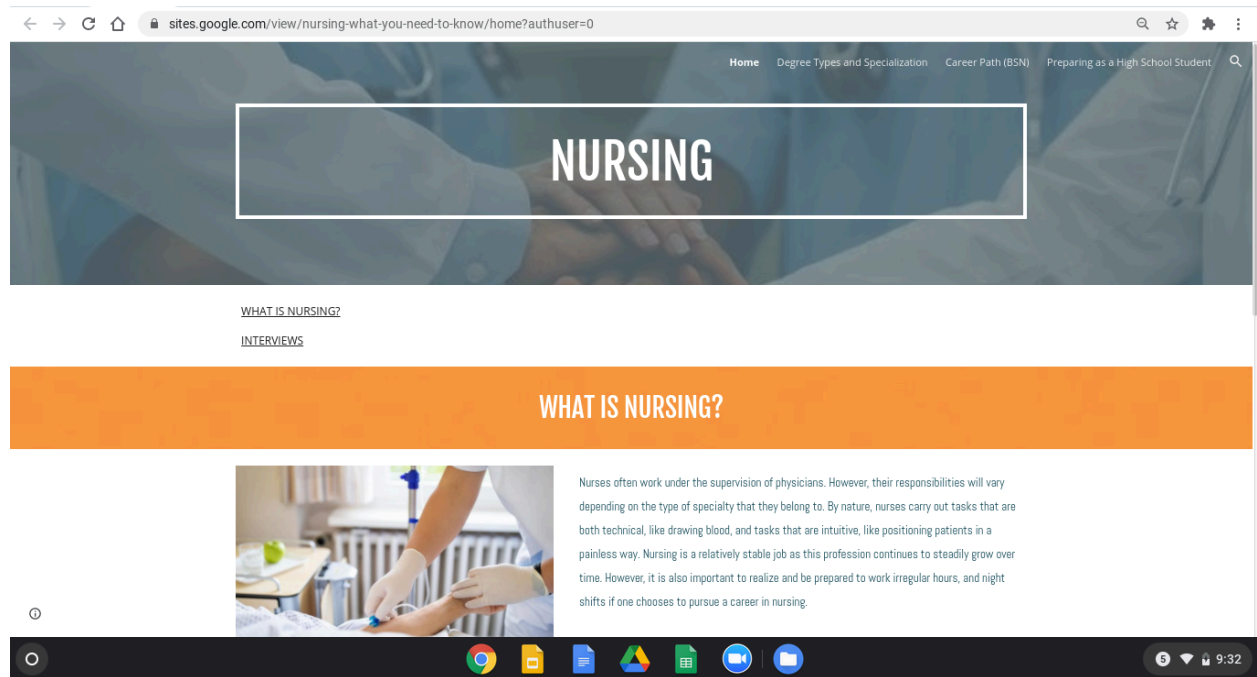 sites.google.com/view/nursing-what-you-need-to-know/home?authuser=0
Home Degree Types and Specialization Career Path (BSN) Preparing as a High School Student
NURSING
WHAT IS NURSING?
INTERVIEWS
WHAT IS NURSING?
Nurses often work under the supervision of physicians. However, their responsibilities will vary
depending on the type of specialty that they belong to. By nature, nurses carry out tasks that are
both technical, like drawing blood, and tasks that are intuitive, like positioning patients in a
painless way. Nursing is a relatively stable job as this profession continues to steadily grow over
time. However, it is also important to realize and be prepared to work irregular hours, and night
shifts if one chooses to pursue a career in nursing.
5 9:32